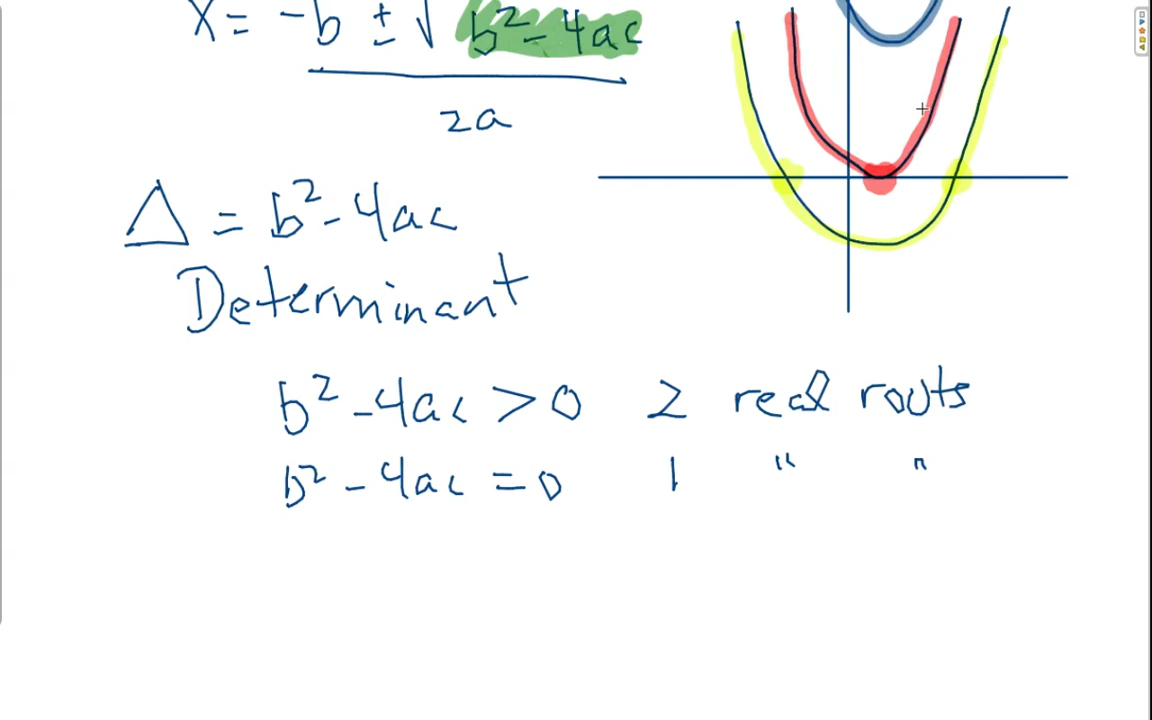 x = -b ± √ b² - 4ac
2a
Δ = b² - 4ac
Determinant
b² - 4ac > 0 2 real roots
b² - 4ac = 0 1 " "